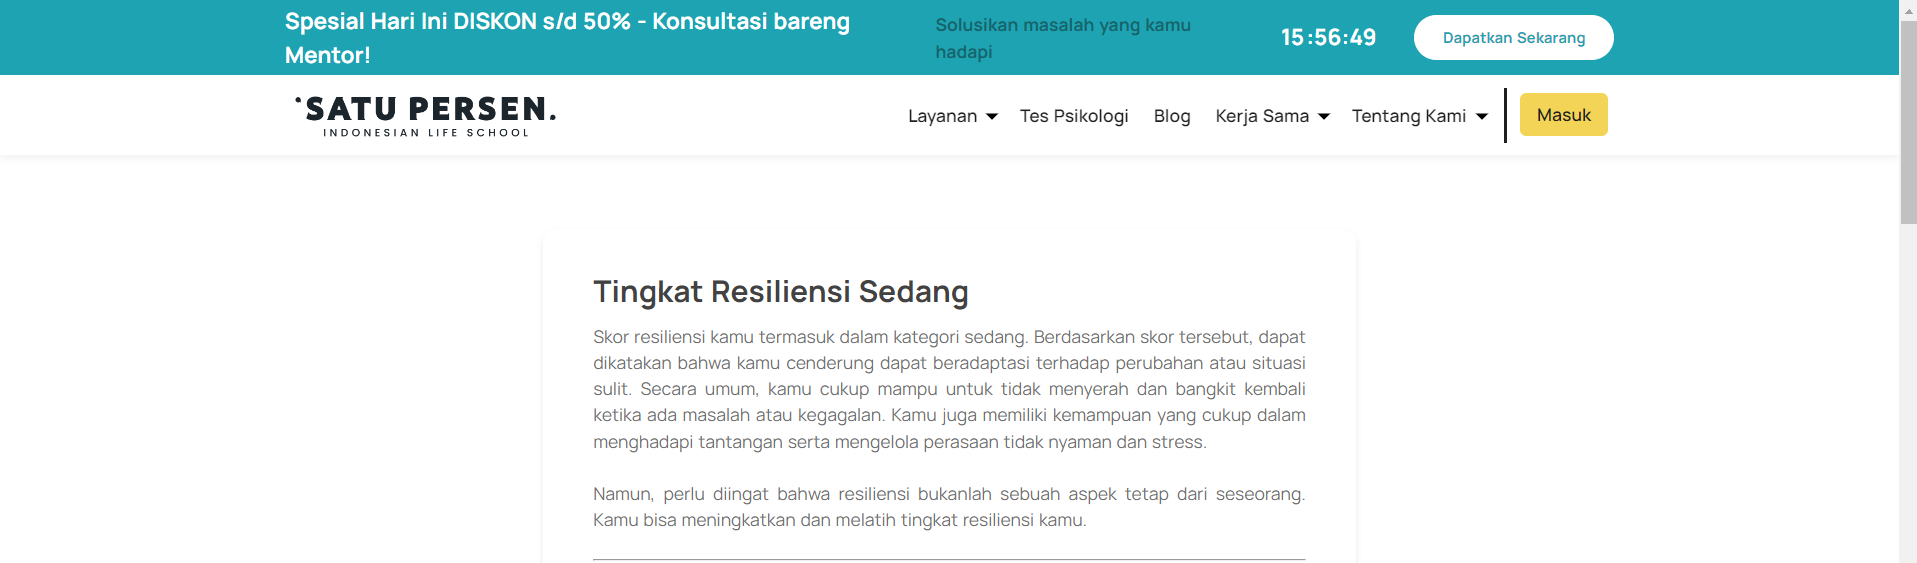 Spesial Hari Ini DISKON s/d 50% - Konsultasi bareng
Mentor!
Solusikan masalah yang kamu
hadapi
15:56:49
Dapatkan Sekarang
SATU PERSEN.
INDONESIAN LIFE SCHOOL
Layanan
Tes Psikologi
Blog
Kerja Sama
Tentang Kami
Masuk
Tingkat Resiliensi Sedang
Skor resiliensi kamu termasuk dalam kategori sedang. Berdasarkan skor tersebut, dapat
dikatakan bahwa kamu cenderung dapat beradaptasi terhadap perubahan atau situasi
sulit. Secara umum, kamu cukup mampu untuk tidak menyerah dan bangkit kembali
ketika ada masalah atau kegagalan. Kamu juga memiliki kemampuan yang cukup dalam
menghadapi tantangan serta mengelola perasaan tidak nyaman dan stress.
Namun, perlu diingat bahwa resiliensi bukanlah sebuah aspek tetap dari seseorang.
Kamu bisa meningkatkan dan melatih tingkat resiliensi kamu.